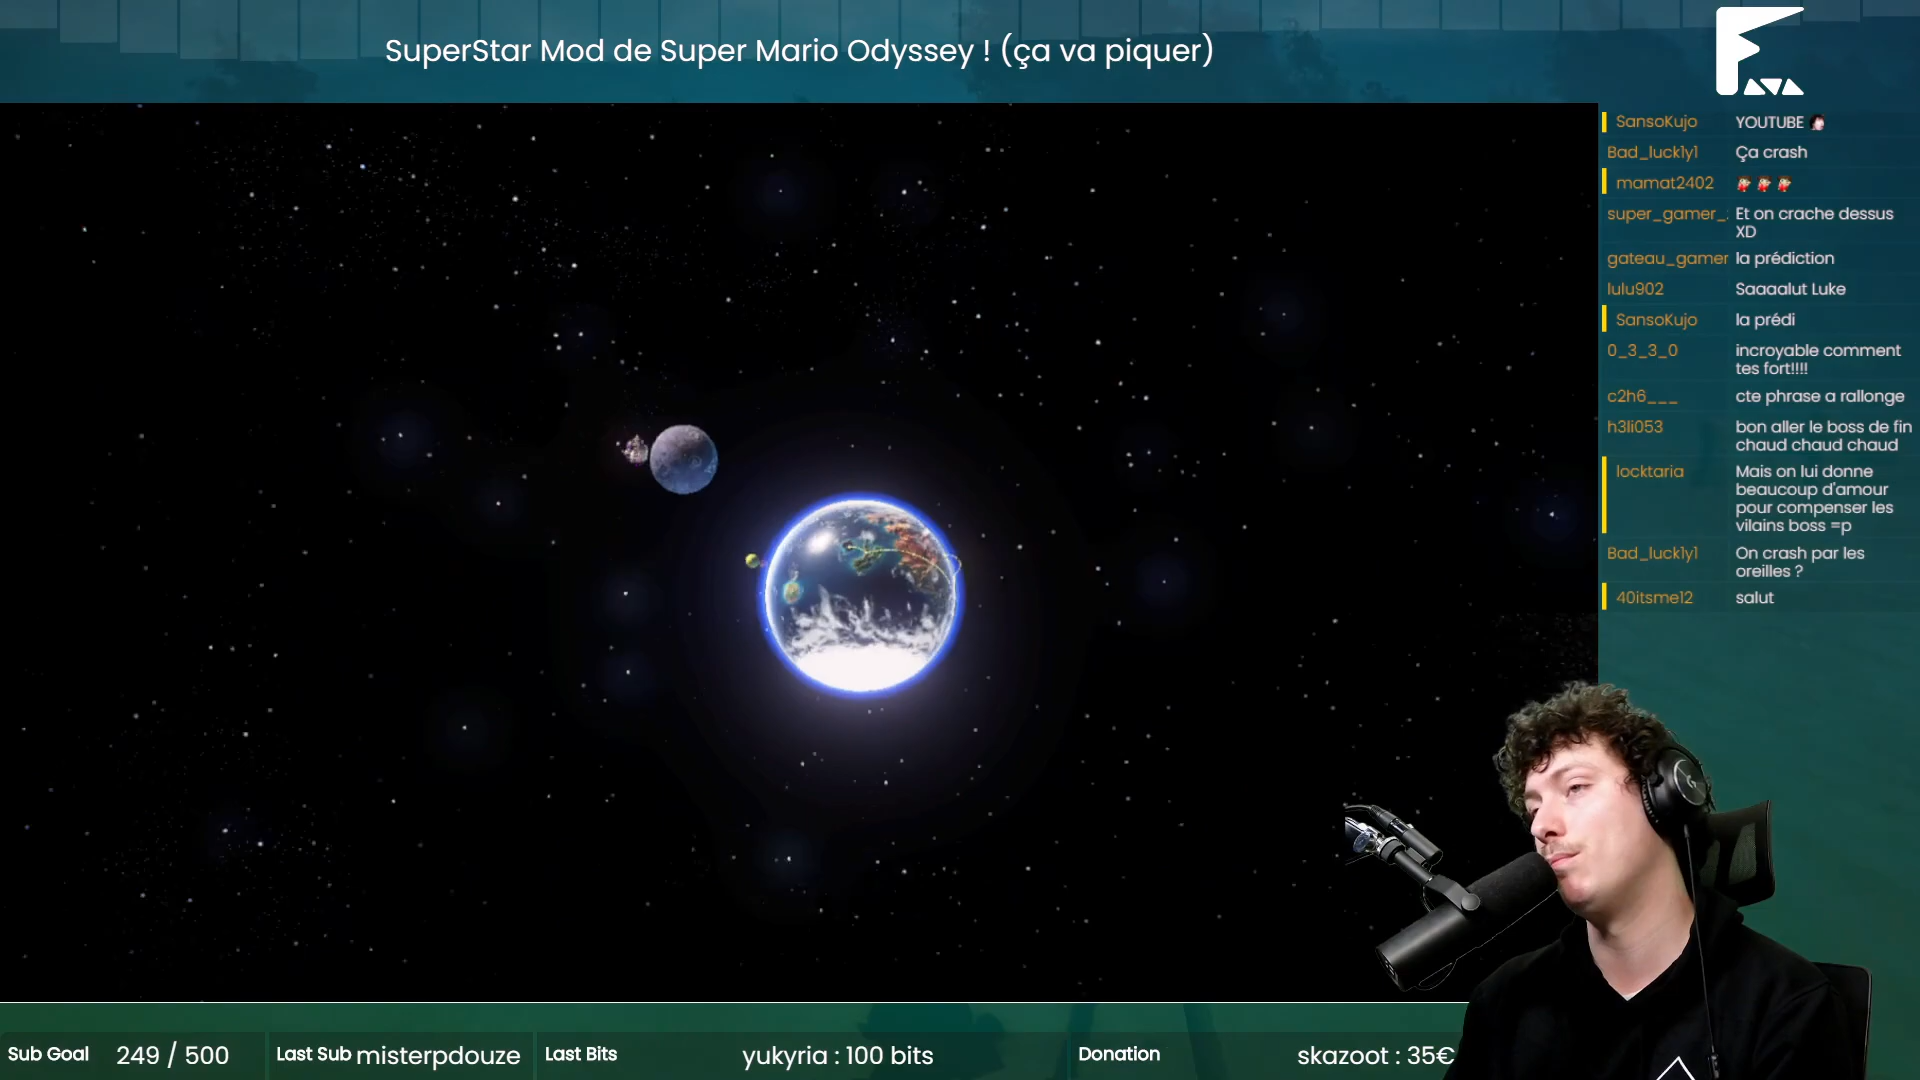 SuperStar Mod de Super Mario Odyssey ! (ça va piquer)
SansoKujo YOUTUBE
Bad_luck1y1 Ça crash
mamat2402
super_gamer_ Et on crache dessus
XD
gateau_gamer la prédiction
lulu902 Saaaalut Luke
SansoKujo la prédi
0_3_3_0 incroyable comment
tes fort!!!!
c2h6___ cte phrase a rallonge
h3li053 bon aller le boss de fin
chaud chaud chaud
locktaria Mais on lui donne
beaucoup d'amour
pour compenser les
vilains boss =p
Bad_luck1y1 On crash par les
oreilles ?
40itsme12 salut
Sub Goal 249 / 500 Last Sub misterpdouze Last Bits yukyria : 100 bits Donation skazoot : 35€